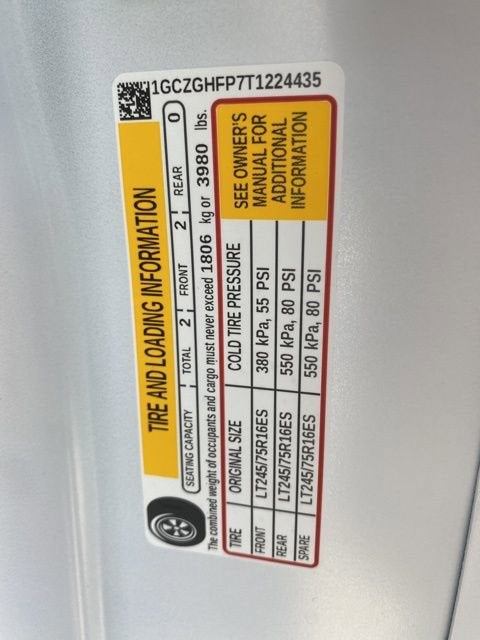 1GCZGHFP7T1224435
TIRE AND LOADING INFORMATION
SEATING CAPACITY TOTAL 2 FRONT 2 REAR 0
The combined weight of occupants and cargo must never exceed 1806 kg or 3980 lbs.
TIRE ORIGINAL SIZE COLD TIRE PRESSURE
FRONT LT245/75R16ES 380 kPa, 55 PSI
REAR LT245/75R16ES 550 kPa, 80 PSI
SPARE LT245/75R16ES 550 kPa, 80 PSI
SEE OWNER'S
MANUAL FOR
ADDITIONAL
INFORMATION